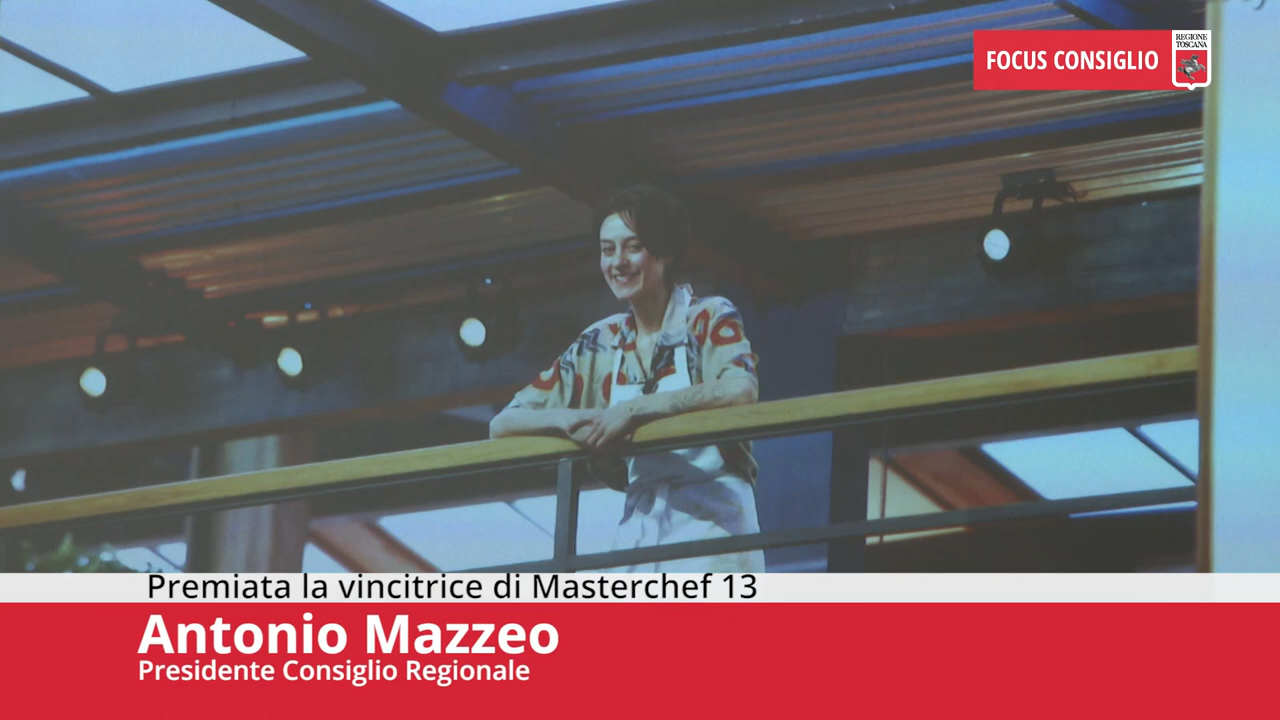 FOCUS CONSIGLIO
REGIONE
TOSCANA
Premiata la vincitrice di Masterchef 13
Antonio Mazzeo
Presidente Consiglio Regionale